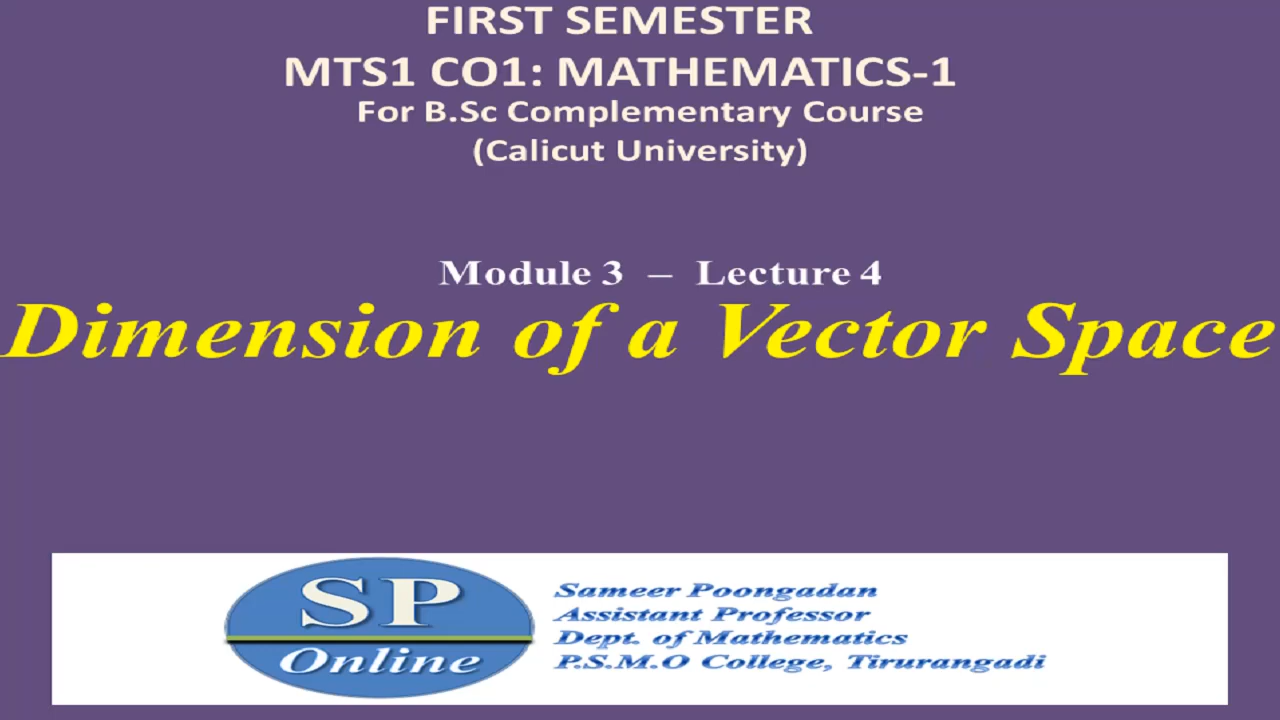 FIRST SEMESTER
MTS1 CO1: MATHEMATICS-1
For B.Sc Complementary Course
(Calicut University)
Module 3 – Lecture 4
Dimension of a Vector Space
SP
Online
Sameer Poongadan
Assistant Professor
Dept. of Mathematics
P.S.M.O College, Tirurangadi